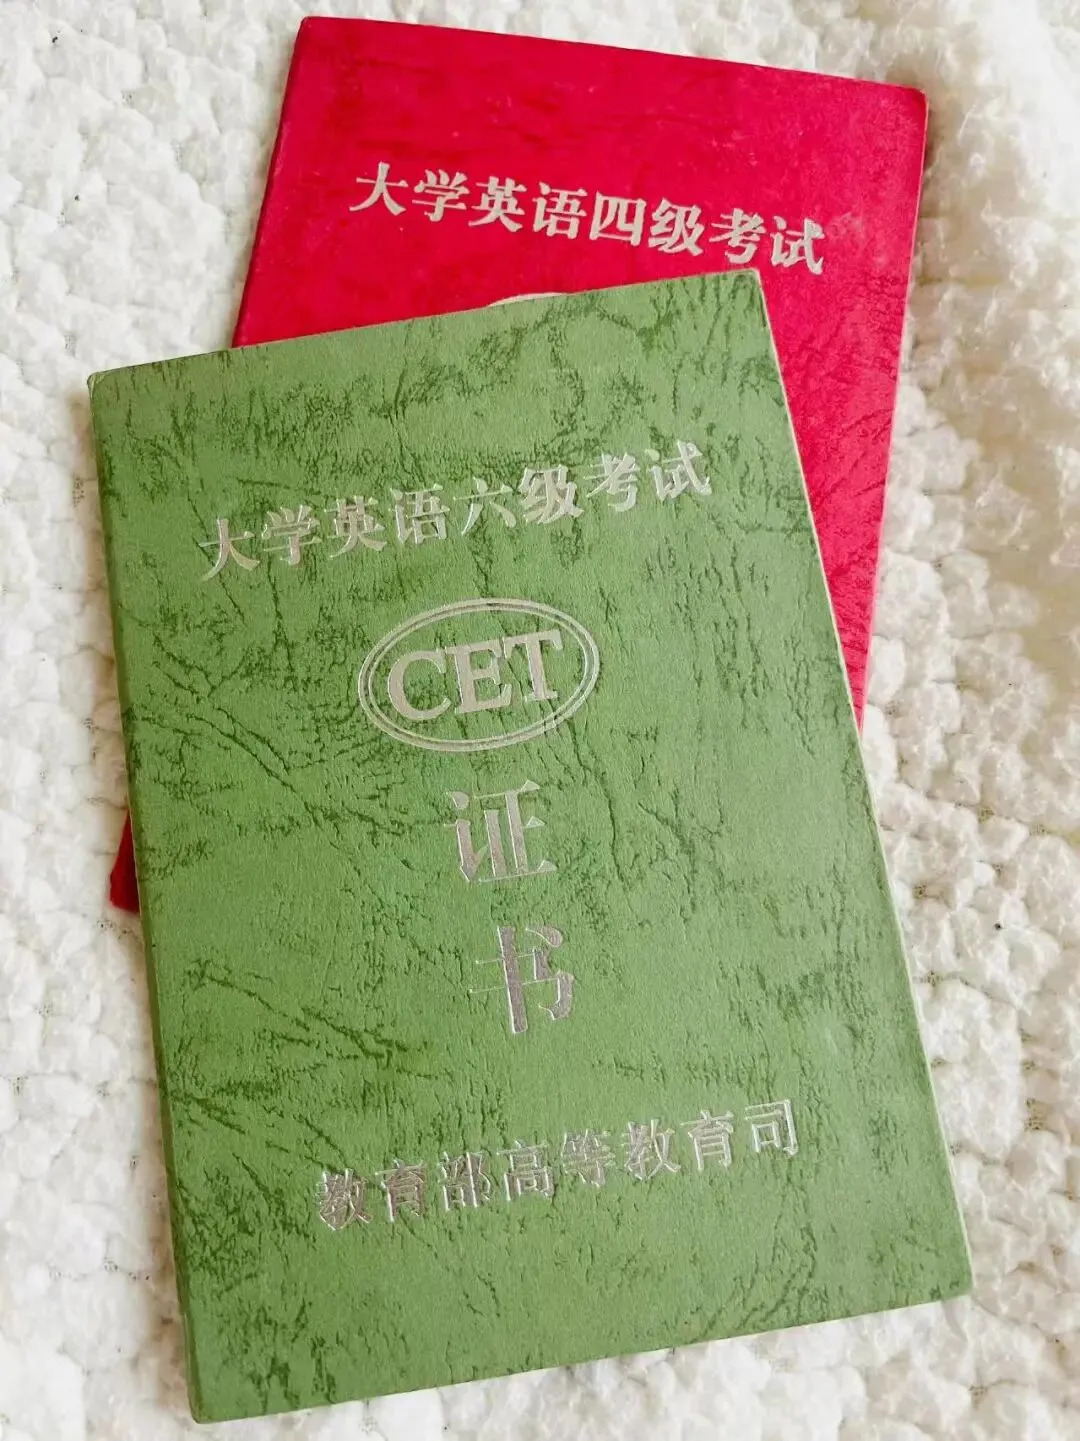 大学英语四级考试
大学英语六级考试
CET
证
书
教育部高等教育司